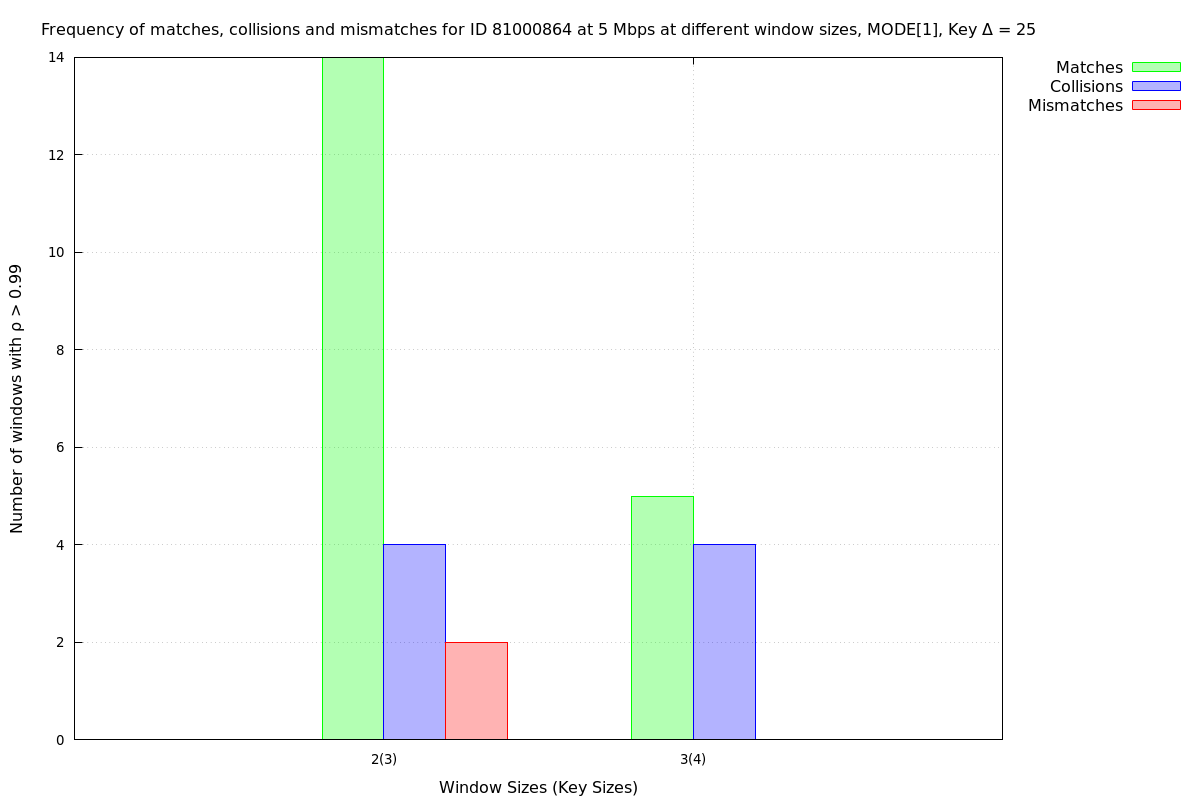 Frequency of matches, collisions and mismatches for ID 81000864 at 5 Mbps at different window sizes, MODE[1], Key Δ = 25
Matches
Collisions
Mismatches
Number of windows with ρ > 0.99
14
12
10
8
6
4
2
0
2(3)
3(4)
Window Sizes (Key Sizes)